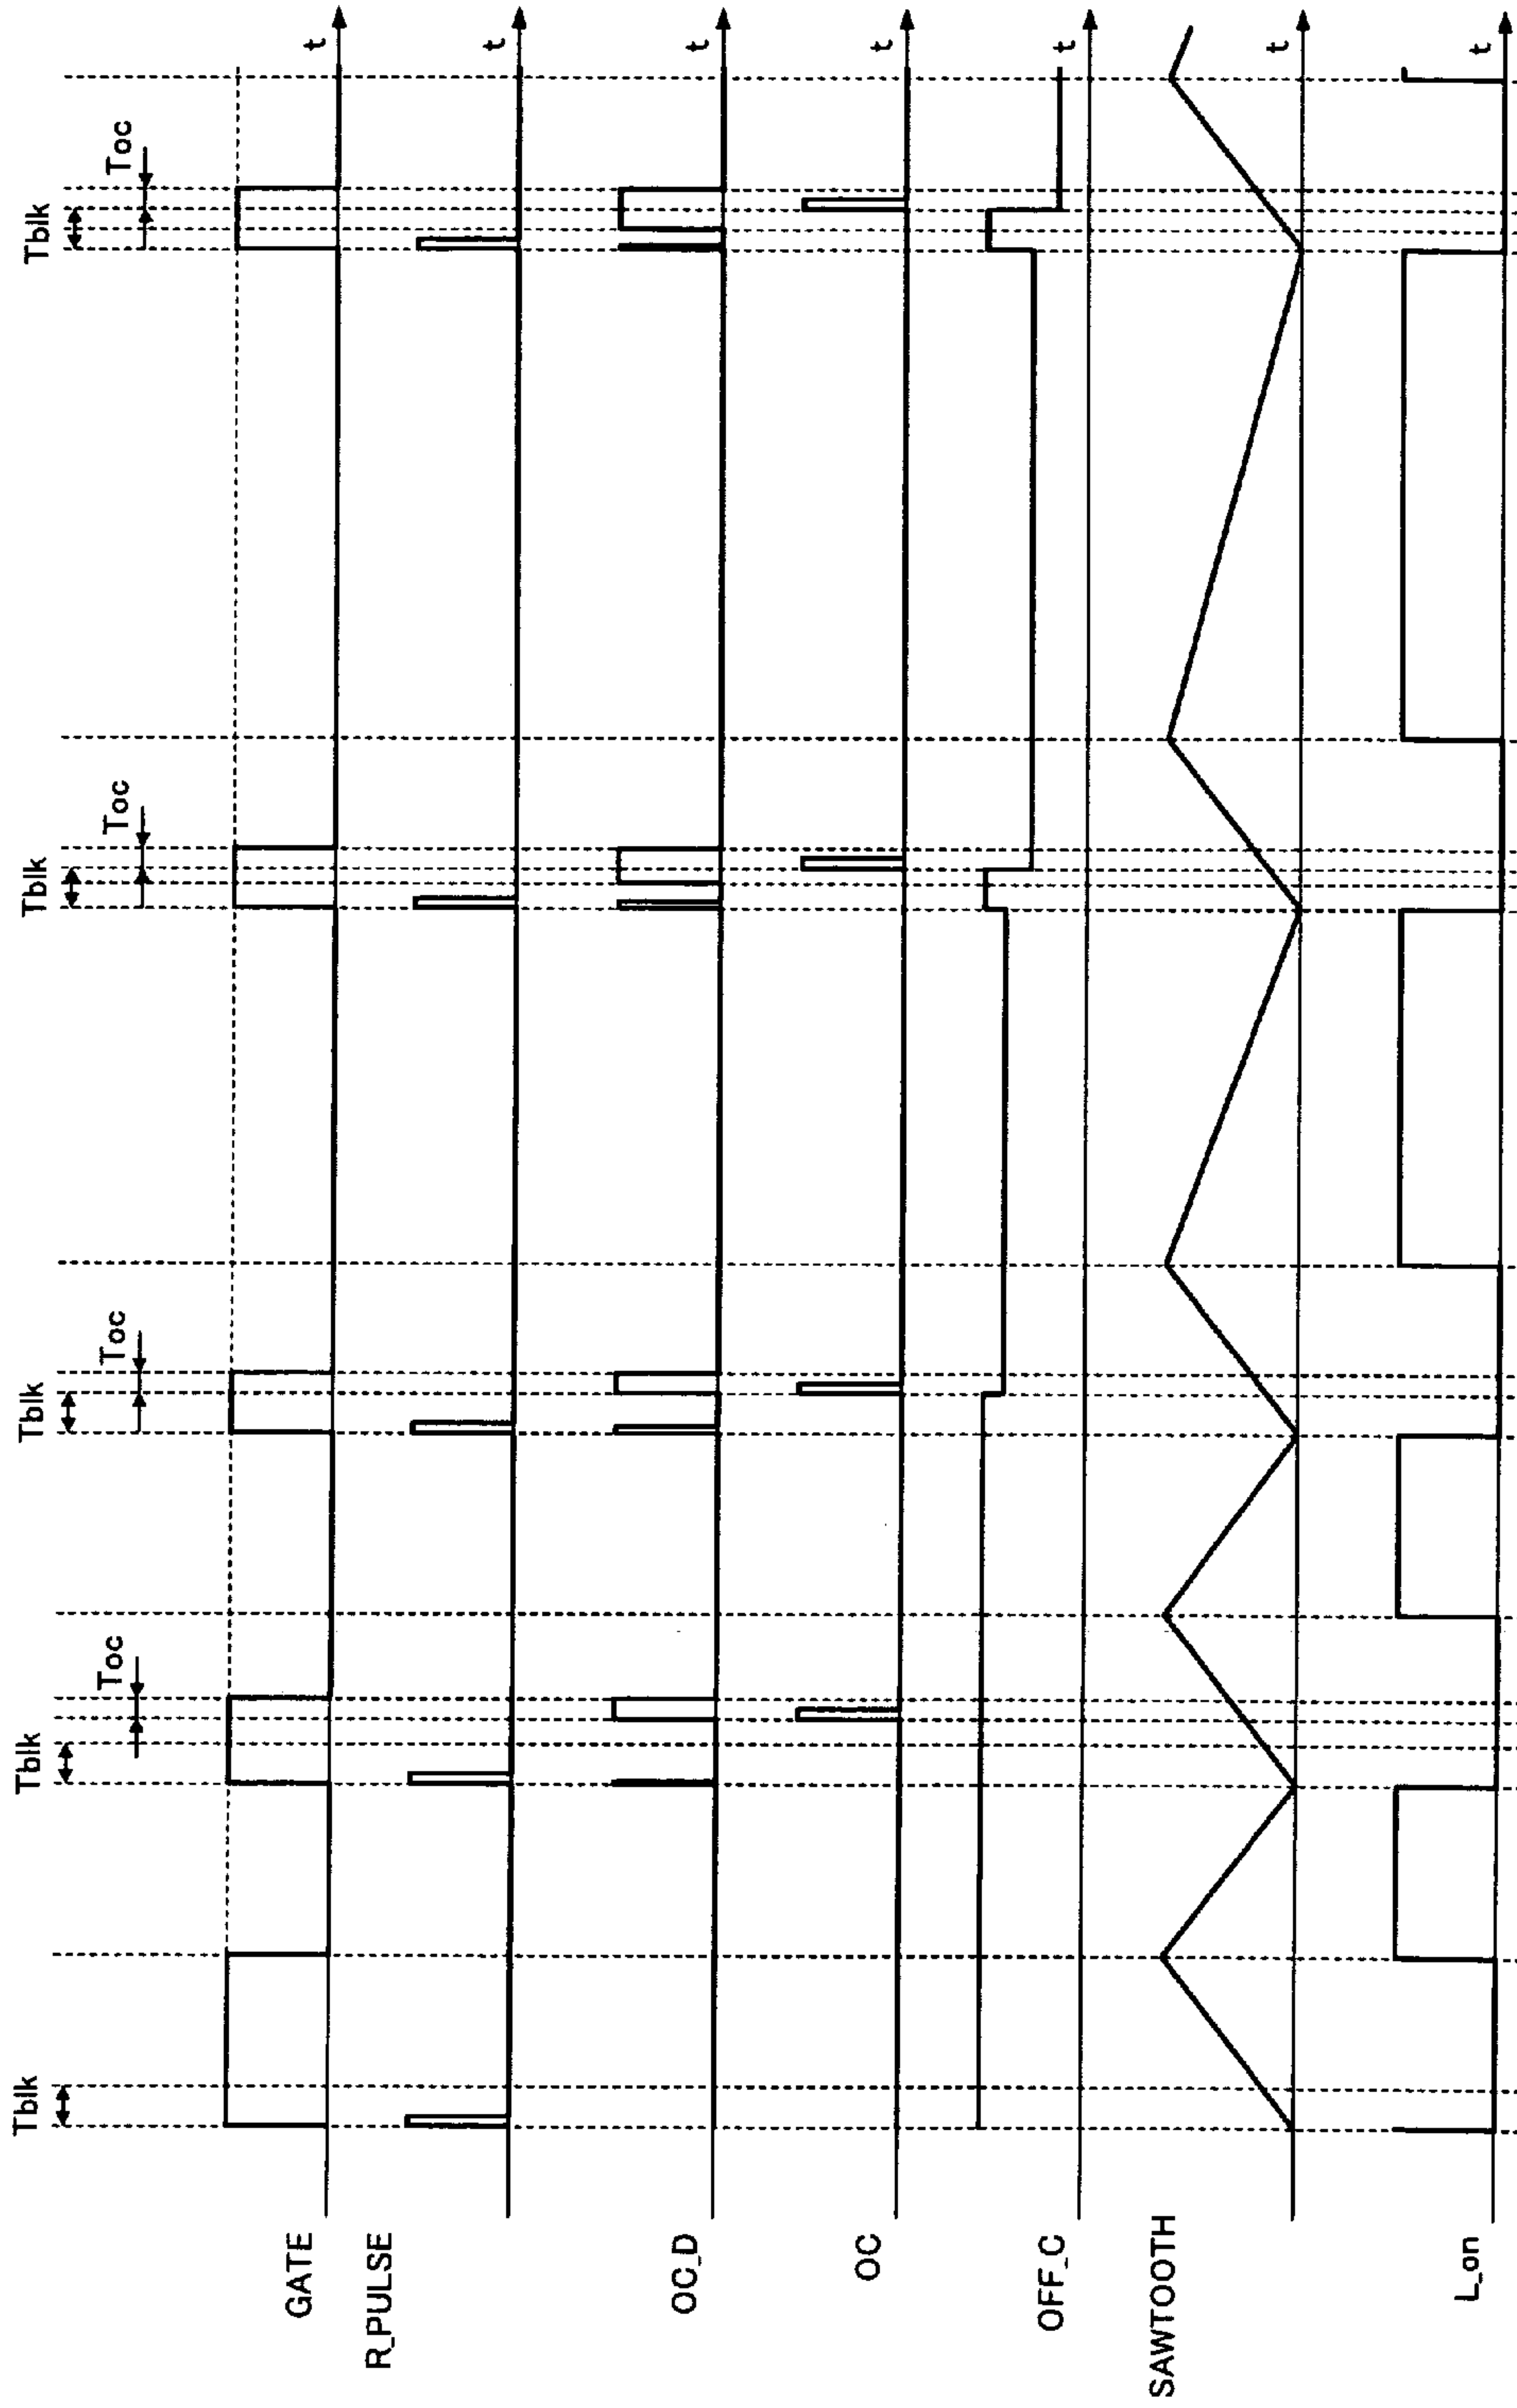 Tblk
Tblk
Toc
Tblk
Toc
Tblk
Toc
Tblk
Toc
GATE
t
R_PULSE
t
OC_D
t
OC
t
OFF_C
t
SAWTOOTH
t
L_on
t